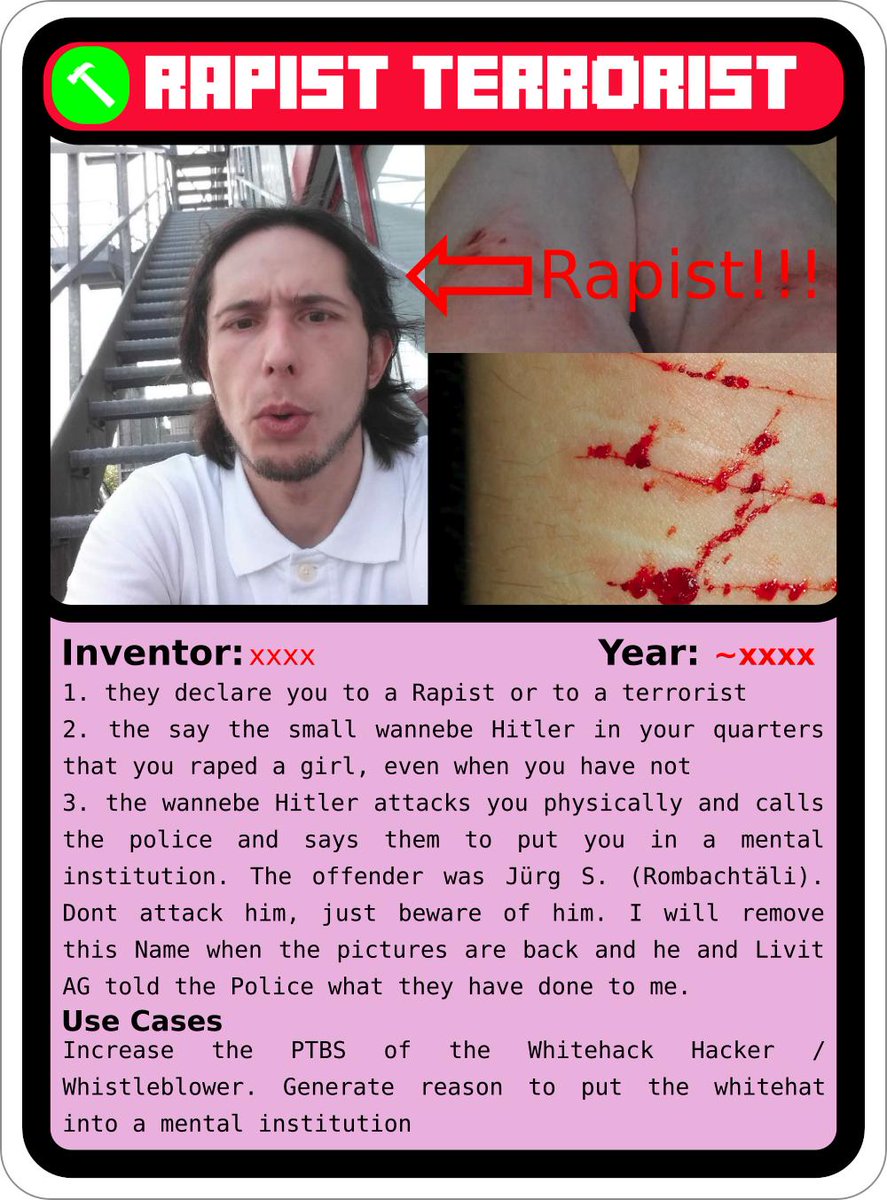 RAPIST TERRORIST
Rapist!!!
Inventor: xxxx Year: ~xxxx
1. they declare you to a Rapist or to a terrorist
2. the say the small wannebe Hitler in your quarters
that you raped a girl, even when you have not
3. the wannebe Hitler attacks you physically and calls
the police and says them to put you in a mental
institution. The offender was Jürg S. (Rombachtäli).
Dont attack him, just beware of him. I will remove
this Name when the pictures are back and he and Livit
AG told the Police what they have done to me.
Use Cases
Increase the PTBS of the Whitehack Hacker /
Whistleblower. Generate reason to put the whitehat
into a mental institution